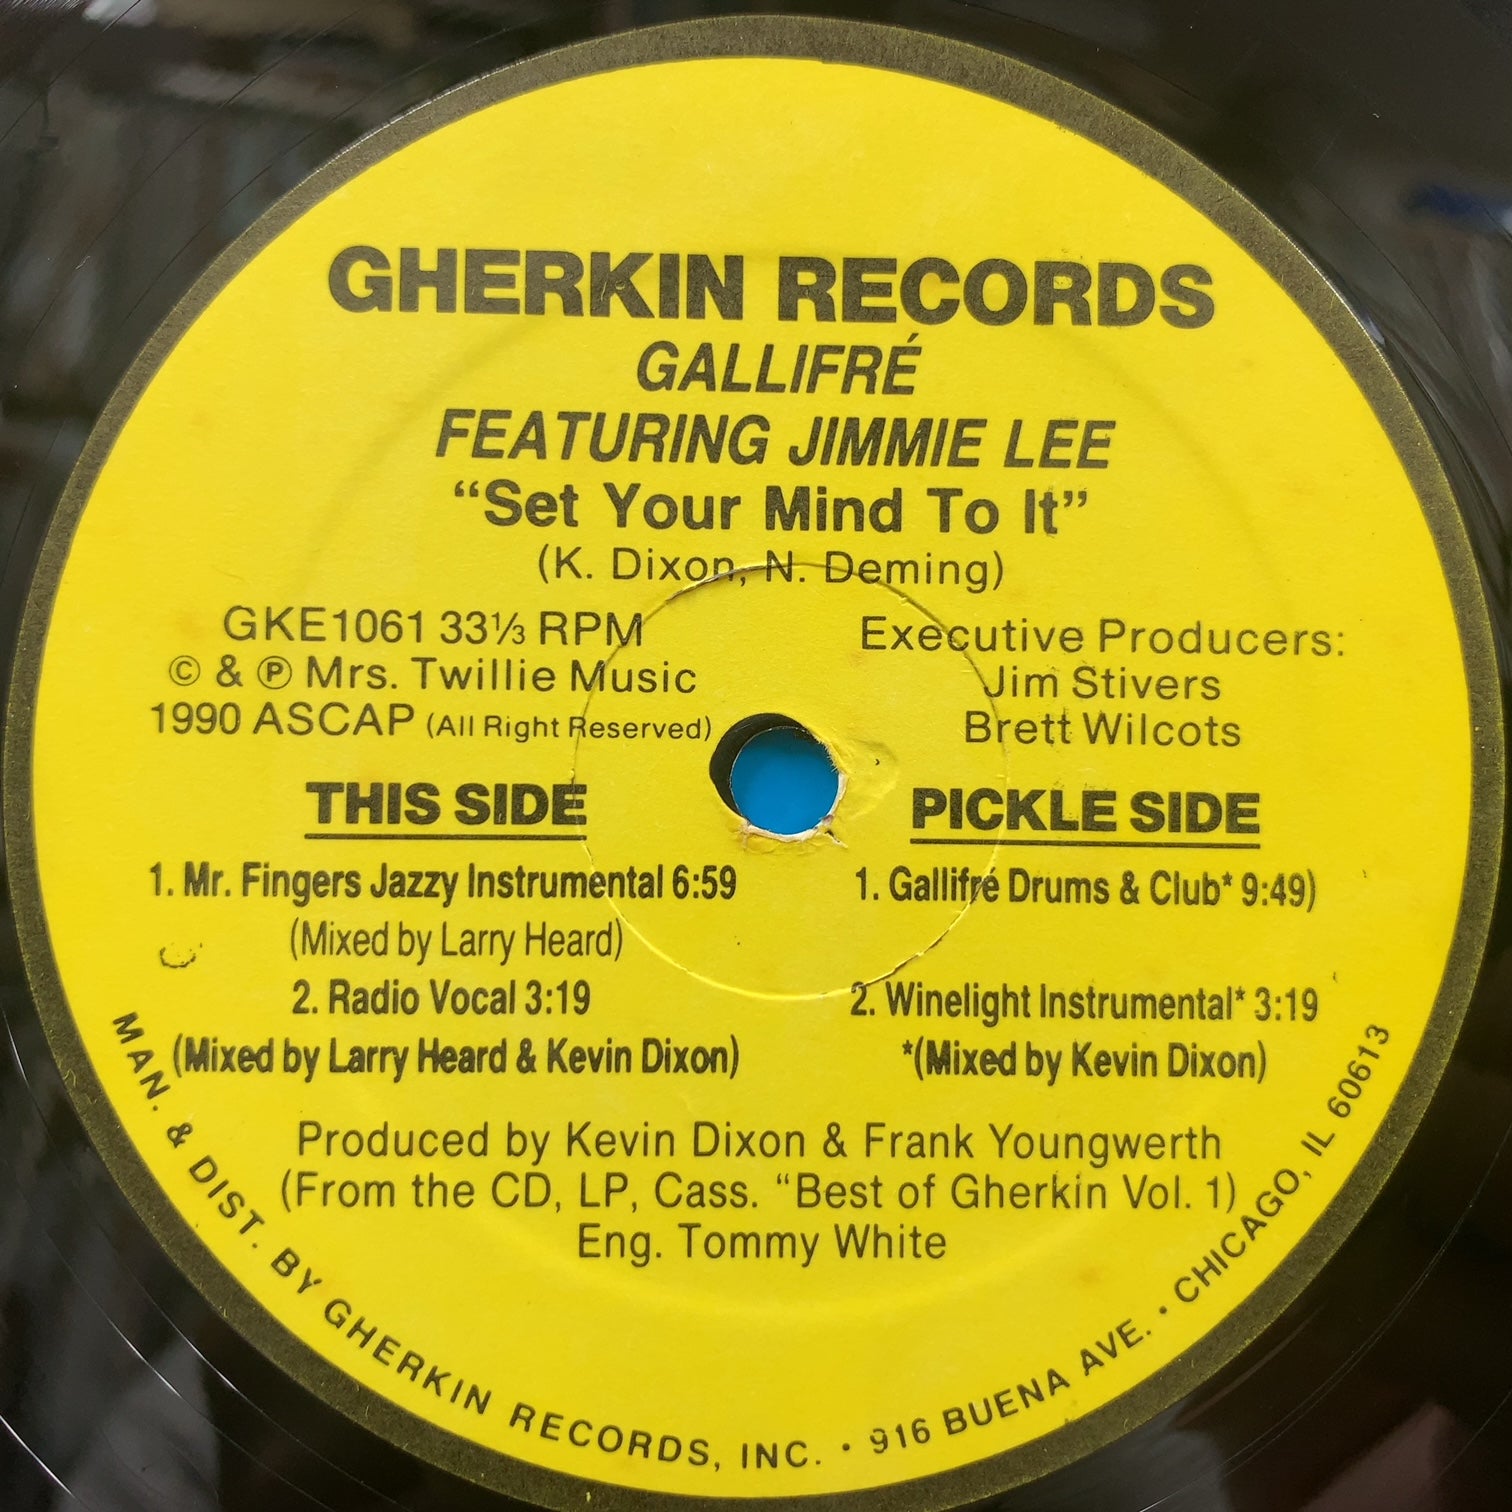 GHERKIN RECORDS
GALLIFRÉ
FEATURING JIMMIE LEE
“Set Your Mind To It”
(K. Dixon, N. Deming)
GKE1061 33⅓ RPM
© & ℗ Mrs. Twillie Music
1990 ASCAP (All Right Reserved)
Executive Producers:
Jim Stivers
Brett Wilcots
THIS SIDE
1. Mr. Fingers Jazzy Instrumental 6:59
(Mixed by Larry Heard)
2. Radio Vocal 3:19
(Mixed by Larry Heard & Kevin Dixon)
PICKLE SIDE
1. Gallifré Drums & Club* 9:49)
2. Winelight Instrumental* 3:19
*(Mixed by Kevin Dixon)
Produced by Kevin Dixon & Frank Youngwerth
(From the CD, LP, Cass. “Best of Gherkin Vol. 1)
Eng. Tommy White
MAN. & DIST. BY GHERKIN RECORDS, INC. • 916 BUENA AVE. • CHICAGO, IL 60613